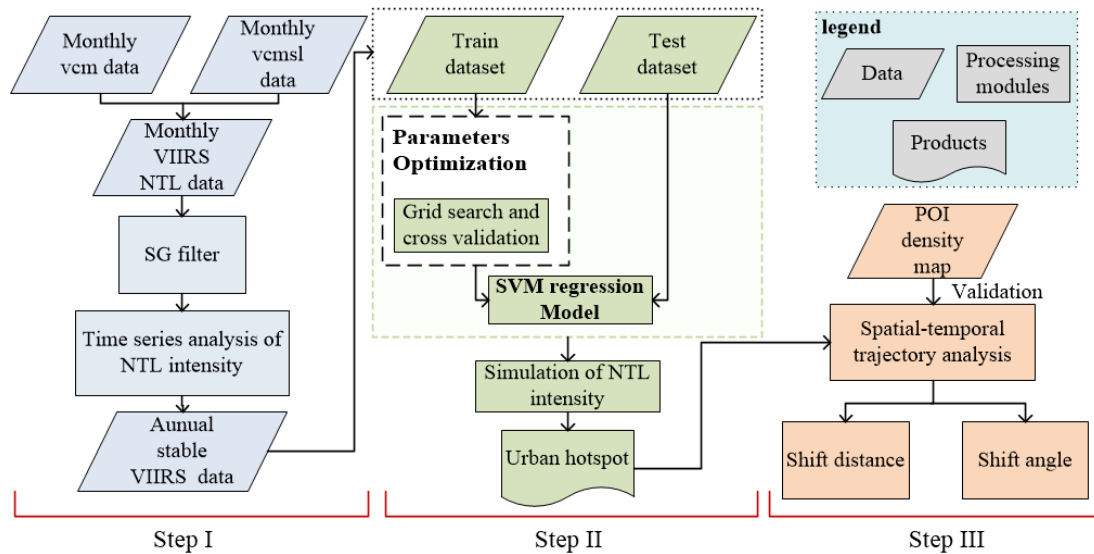 Monthly
vcm data
Monthly
vcmsl
data
Monthly
VIIRS
NTL data
SG filter
Time series analysis of
NTL intensity
Aunual
stable
VIIRS data
Step I
Train
dataset
Test
dataset
Parameters
Optimization
Grid search and
cross validation
SVM regression
Model
Simulation of NTL
intensity
Urban hotspot
Step II
legend
Data
Processing
modules
Products
POI
density
map
Validation
Spatial-temporal
trajectory analysis
Shift distance
Shift angle
Step III